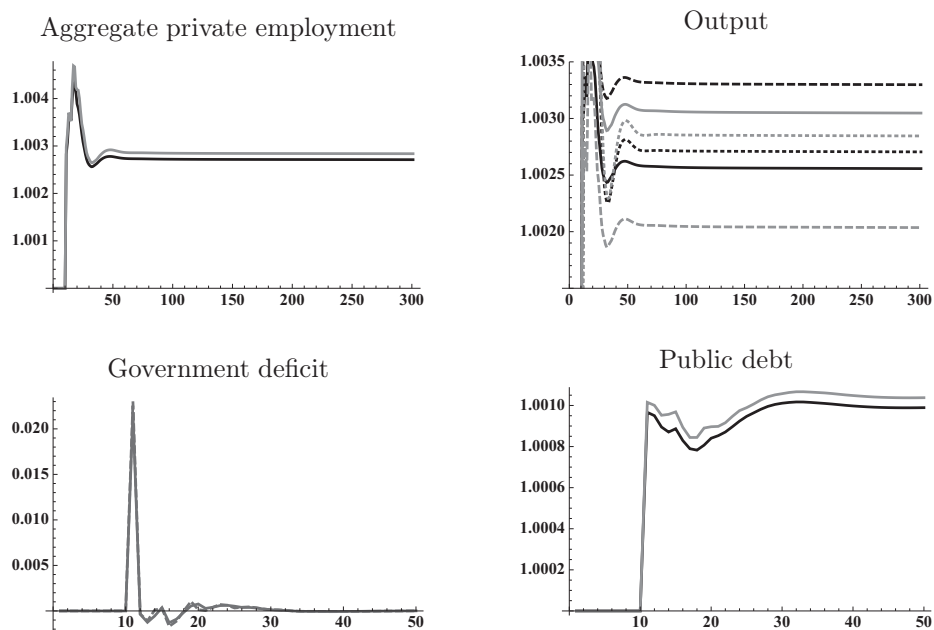 Aggregate private employment
1.004
1.003
1.002
1.001
50 100 150 200 250 300
Output
1.0035
1.0030
1.0025
1.0020
0 50 100 150 200 250 300
Government deficit
0.020
0.015
0.010
0.005
10 20 30 40 50
Public debt
1.0010
1.0008
1.0006
1.0004
1.0002
10 20 30 40 50